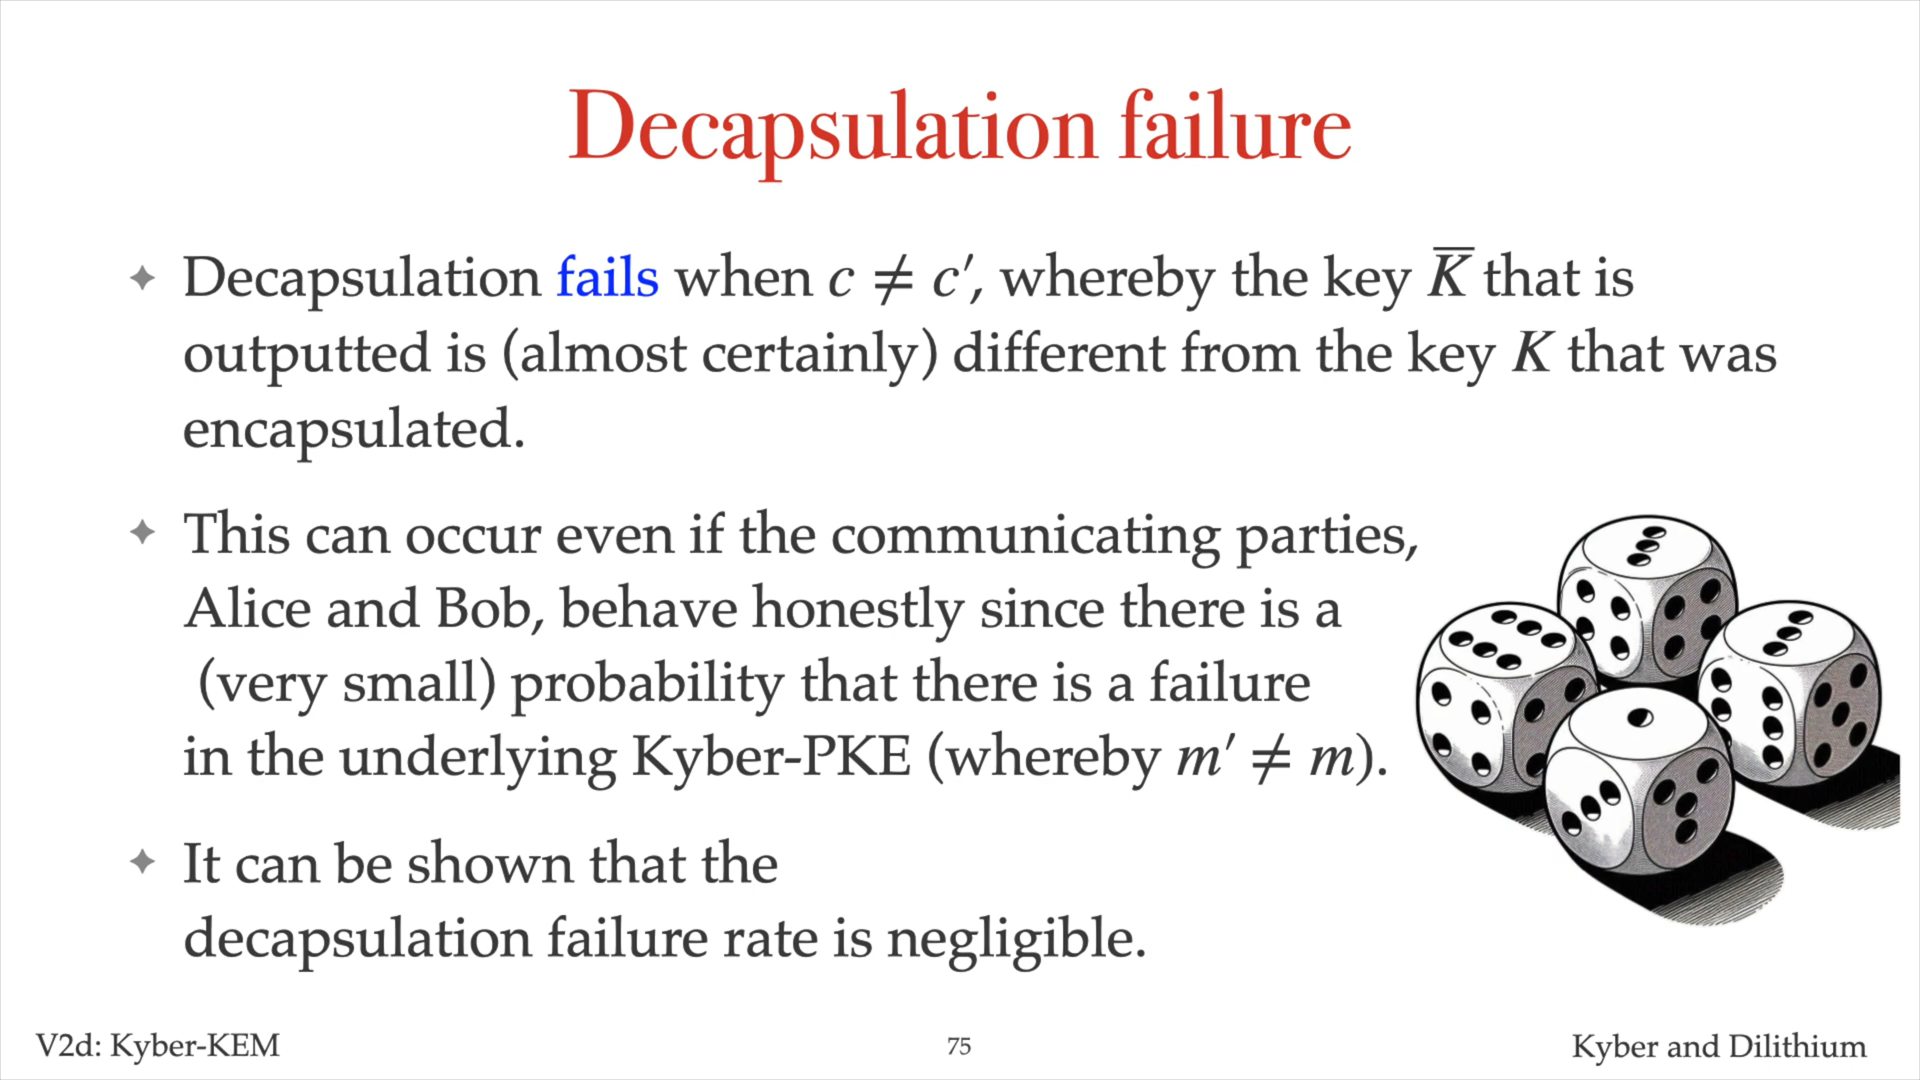 Decapsulation failure
✦ Decapsulation fails when c ≠ c′, whereby the key K̅ that is
outputted is (almost certainly) different from the key K that was
encapsulated.
✦ This can occur even if the communicating parties,
Alice and Bob, behave honestly since there is a
(very small) probability that there is a failure
in the underlying Kyber-PKE (whereby m′ ≠ m).
✦ It can be shown that the
decapsulation failure rate is negligible.
V2d: Kyber-KEM
75
Kyber and Dilithium